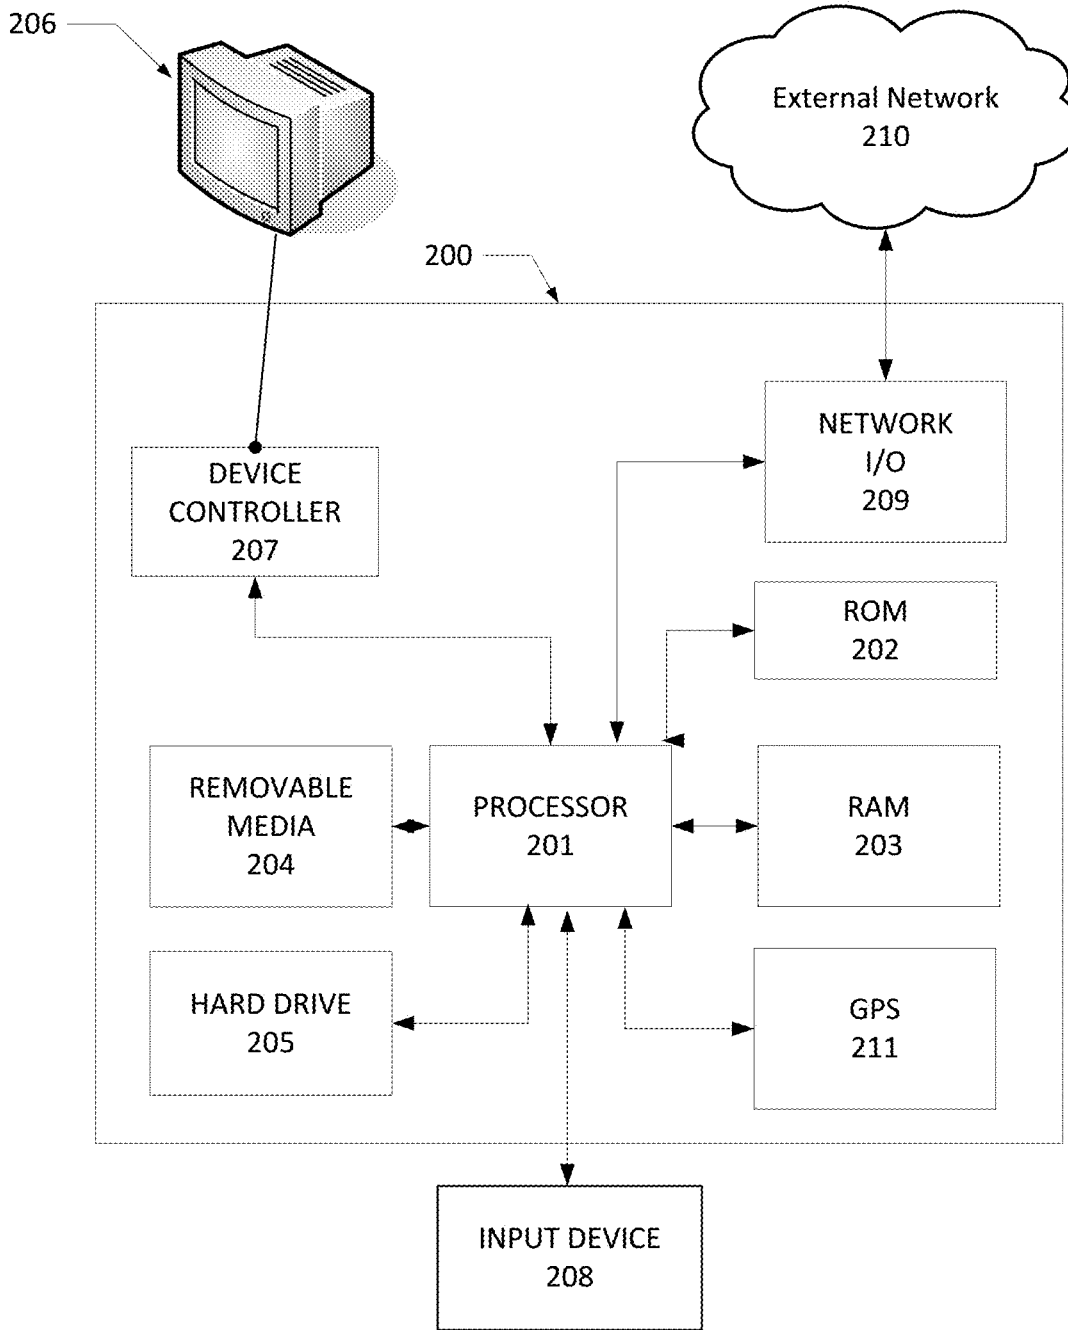 206
External Network
210
200
NETWORK
I/O
209
DEVICE
CONTROLLER
207
ROM
202
REMOVABLE
MEDIA
204
PROCESSOR
201
RAM
203
HARD DRIVE
205
GPS
211
INPUT DEVICE
208